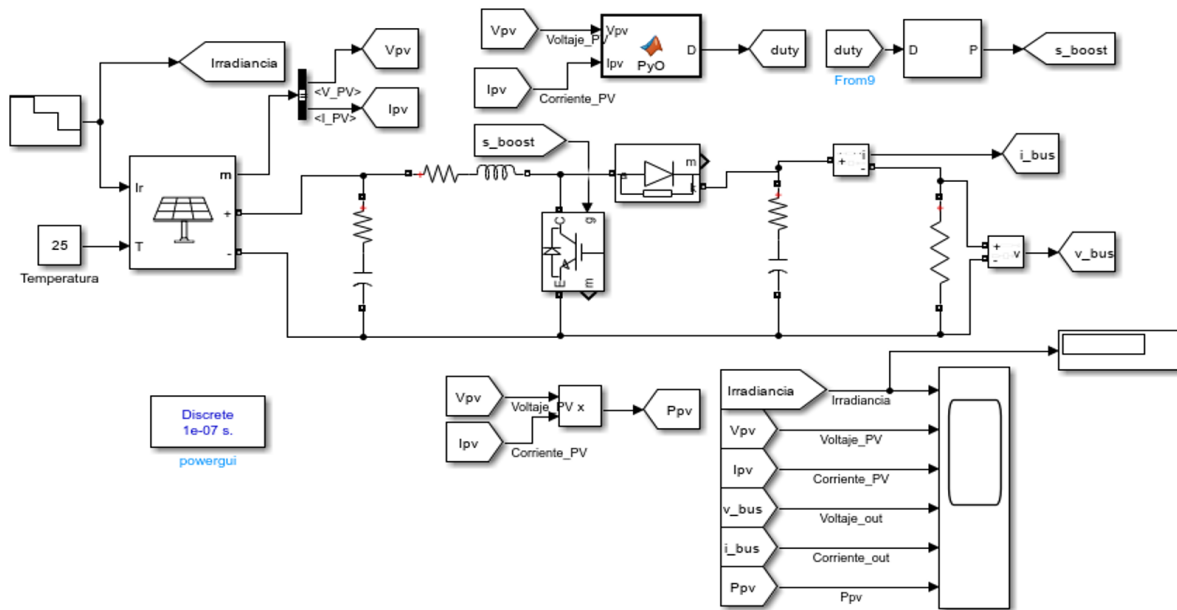 Irradiancia
Vpv
<V_PV>
Ipv
<I_PV>
Vpv
Voltaje_PV
Vpv
Ipv
Corriente_PV
Ipv
D
PyO
duty
duty
From9
D
P
s_boost
s_boost
Ir
T
m
+
-
25
Temperatura
g
C
E
m
a
m
k
+
-
i
i_bus
+
-
v
v_bus
Discrete
1e-07 s.
powergui
Vpv
Voltaje_PV
Ipv
Corriente_PV
x
Ppv
Irradiancia
Irradiancia
Vpv
Voltaje_PV
Ipv
Corriente_PV
v_bus
Voltaje_out
i_bus
Corriente_out
Ppv
Ppv